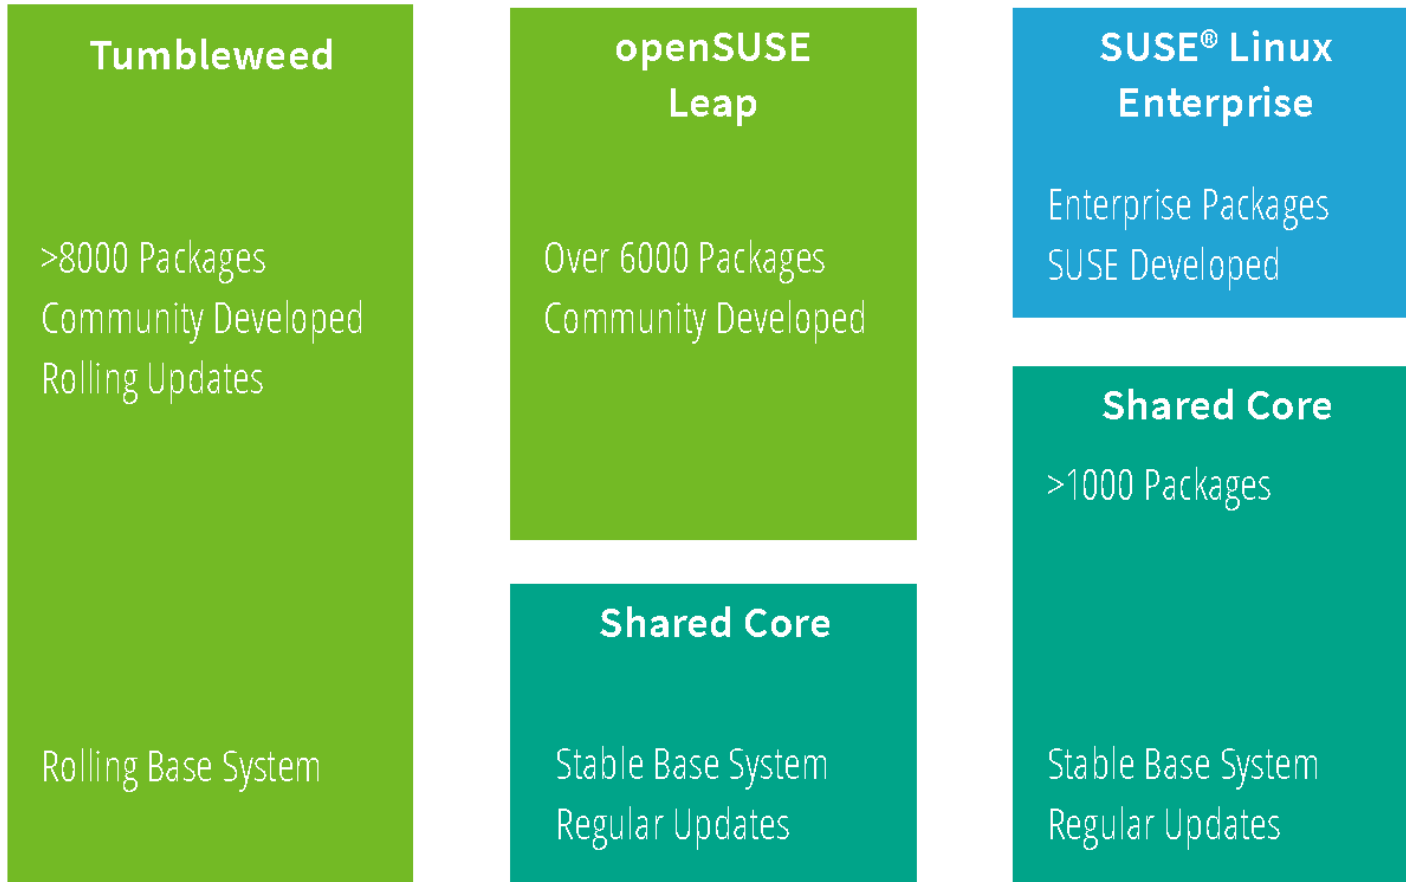 Tumbleweed
>8000 Packages
Community Developed
Rolling Updates
Rolling Base System
openSUSE
Leap
Over 6000 Packages
Community Developed
Shared Core
Stable Base System
Regular Updates
SUSE® Linux
Enterprise
Enterprise Packages
SUSE Developed
Shared Core
>1000 Packages
Stable Base System
Regular Updates